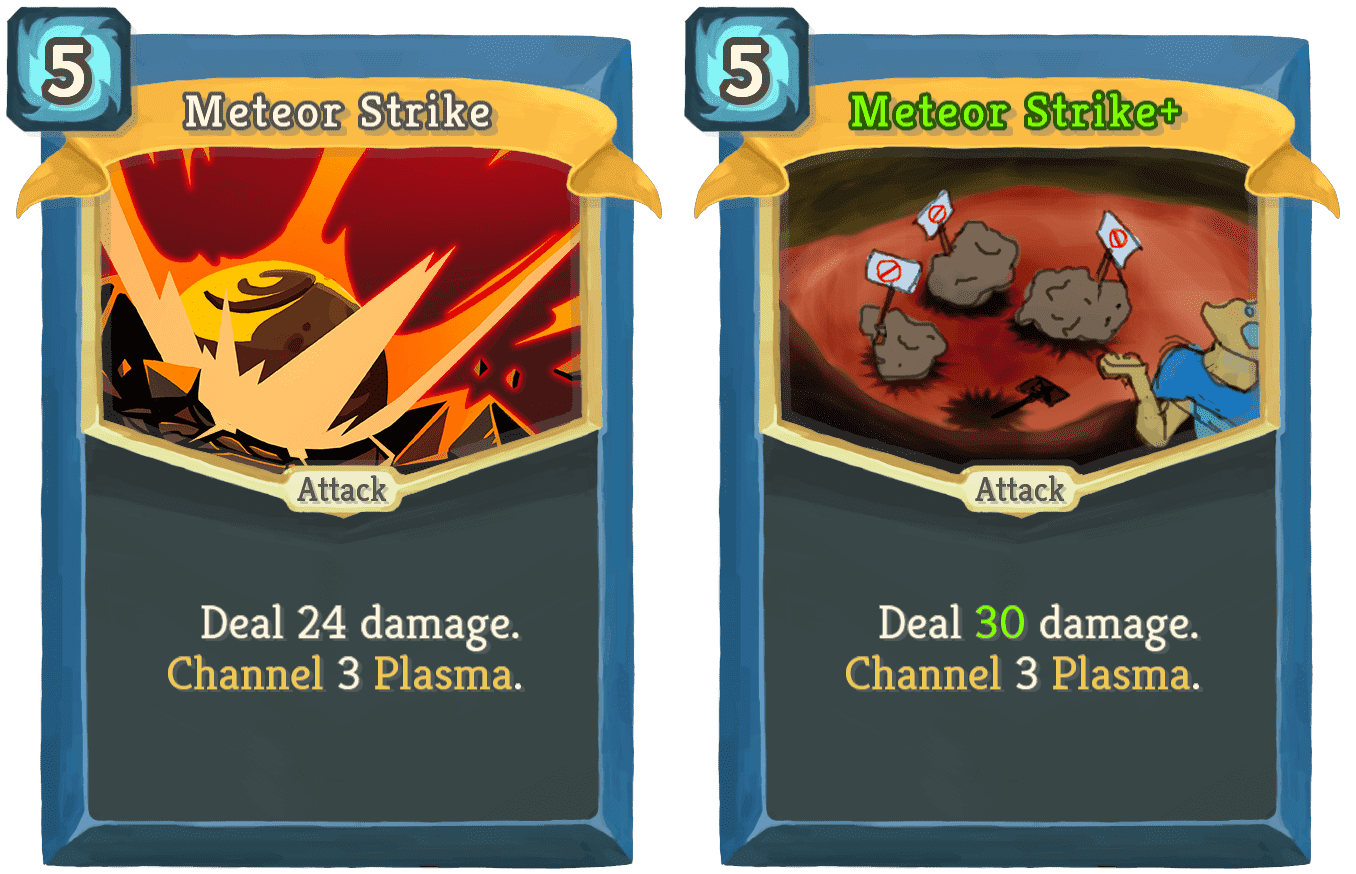 5
Meteor Strike
Attack
Deal 24 damage.
Channel 3 Plasma.
5
Meteor Strike+
Attack
Deal 30 damage.
Channel 3 Plasma.